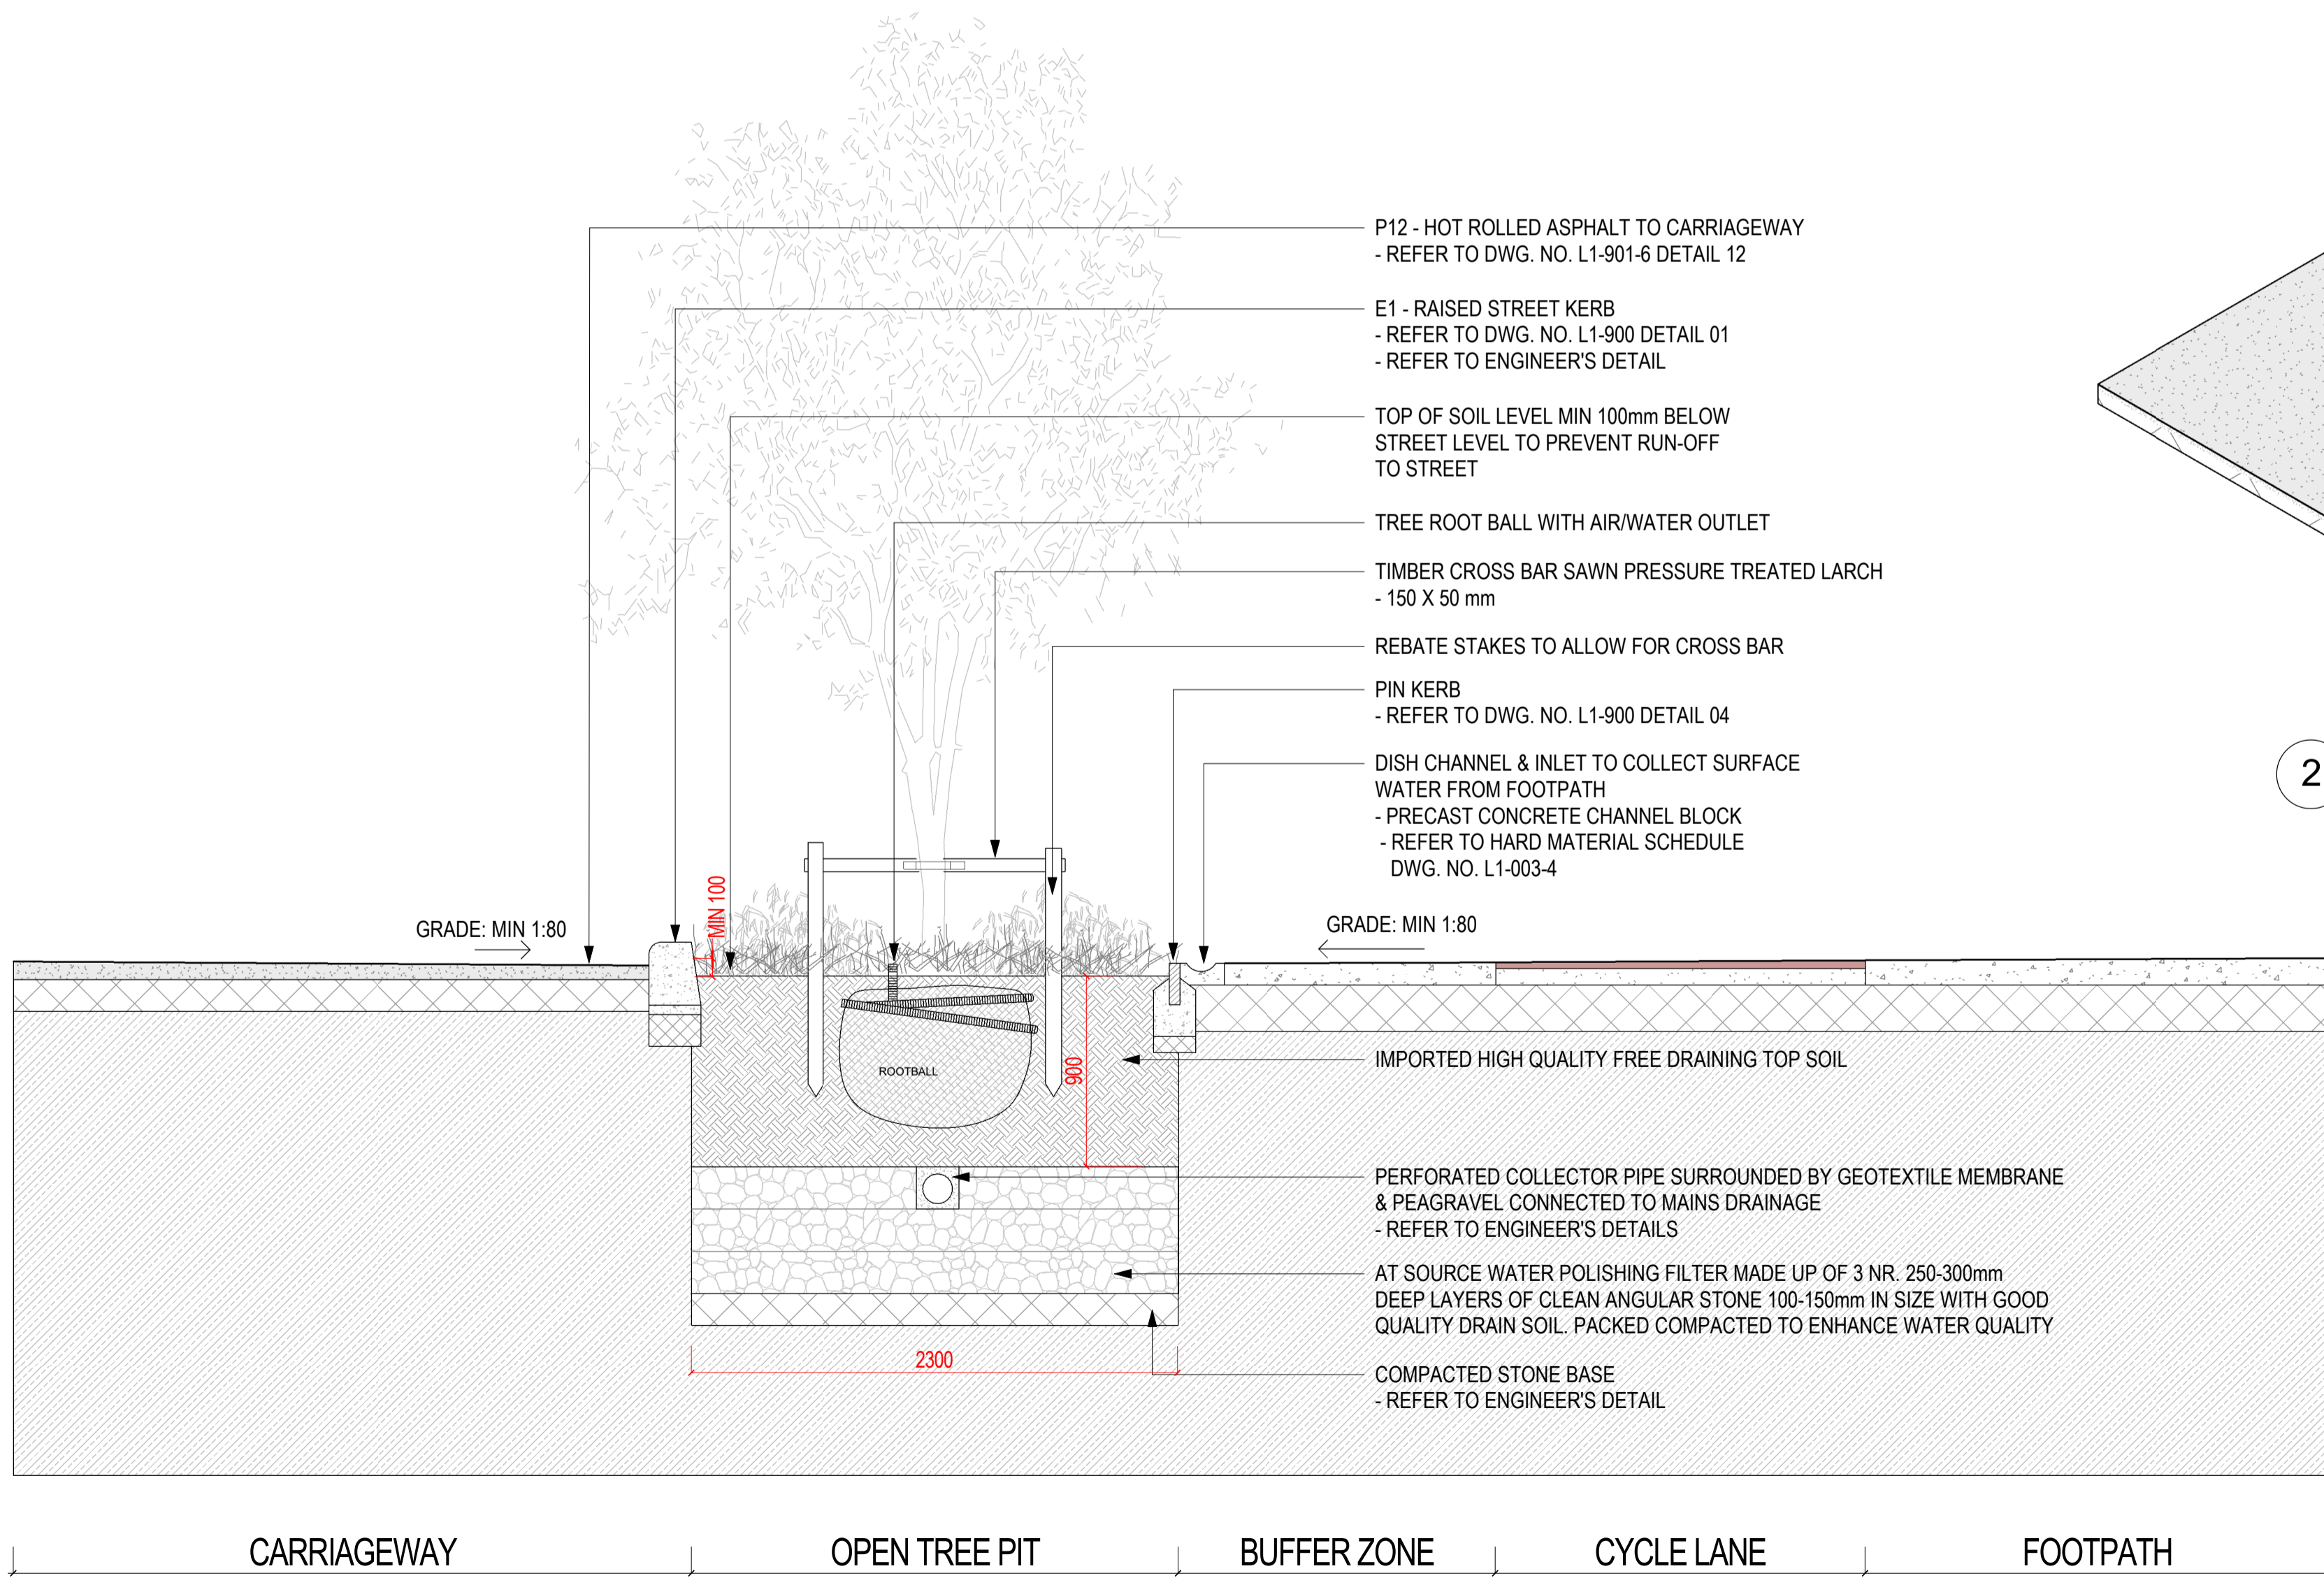 P12 - HOT ROLLED ASPHALT TO CARRIAGEWAY
- REFER TO DWG. NO. L1-901-6 DETAIL 12
E1 - RAISED STREET KERB
- REFER TO DWG. NO. L1-900 DETAIL 01
- REFER TO ENGINEER'S DETAIL
TOP OF SOIL LEVEL MIN 100mm BELOW
STREET LEVEL TO PREVENT RUN-OFF
TO STREET
TREE ROOT BALL WITH AIR/WATER OUTLET
TIMBER CROSS BAR SAWN PRESSURE TREATED LARCH
- 150 X 50 mm
REBATE STAKES TO ALLOW FOR CROSS BAR
PIN KERB
- REFER TO DWG. NO. L1-900 DETAIL 04
2
DISH CHANNEL & INLET TO COLLECT SURFACE
WATER FROM FOOTPATH
- PRECAST CONCRETE CHANNEL BLOCK
- REFER TO HARD MATERIAL SCHEDULE
DWG. NO. L1-003-4
MIN 100
GRADE: MIN 1:80
GRADE: MIN 1:80
IMPORTED HIGH QUALITY FREE DRAINING TOP SOIL
900
ROOTBALL
PERFORATED COLLECTOR PIPE SURROUNDED BY GEOTEXTILE MEMBRANE
& PEAGRAVEL CONNECTED TO MAINS DRAINAGE
- REFER TO ENGINEER'S DETAILS
AT SOURCE WATER POLISHING FILTER MADE UP OF 3 NR. 250-300mm
DEEP LAYERS OF CLEAN ANGULAR STONE 100-150mm IN SIZE WITH GOOD
QUALITY DRAIN SOIL. PACKED COMPACTED TO ENHANCE WATER QUALITY
2300
COMPACTED STONE BASE
- REFER TO ENGINEER'S DETAIL
CARRIAGEWAY
OPEN TREE PIT
BUFFER ZONE
CYCLE LANE
FOOTPATH